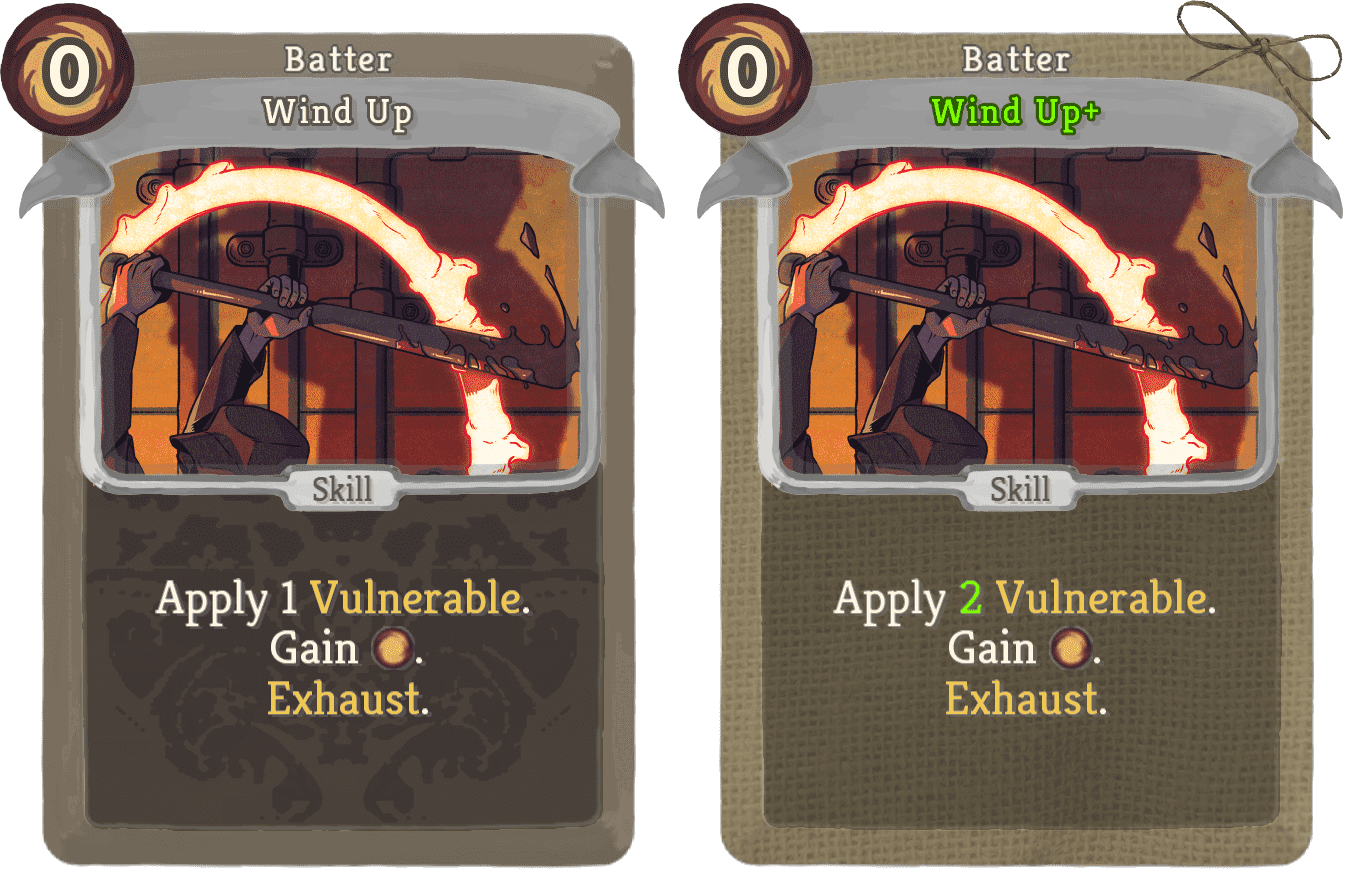 0
Batter
Wind Up
Skill
Apply 1 Vulnerable.
Gain .
Exhaust.
0
Batter
Wind Up+
Skill
Apply 2 Vulnerable.
Gain .
Exhaust.